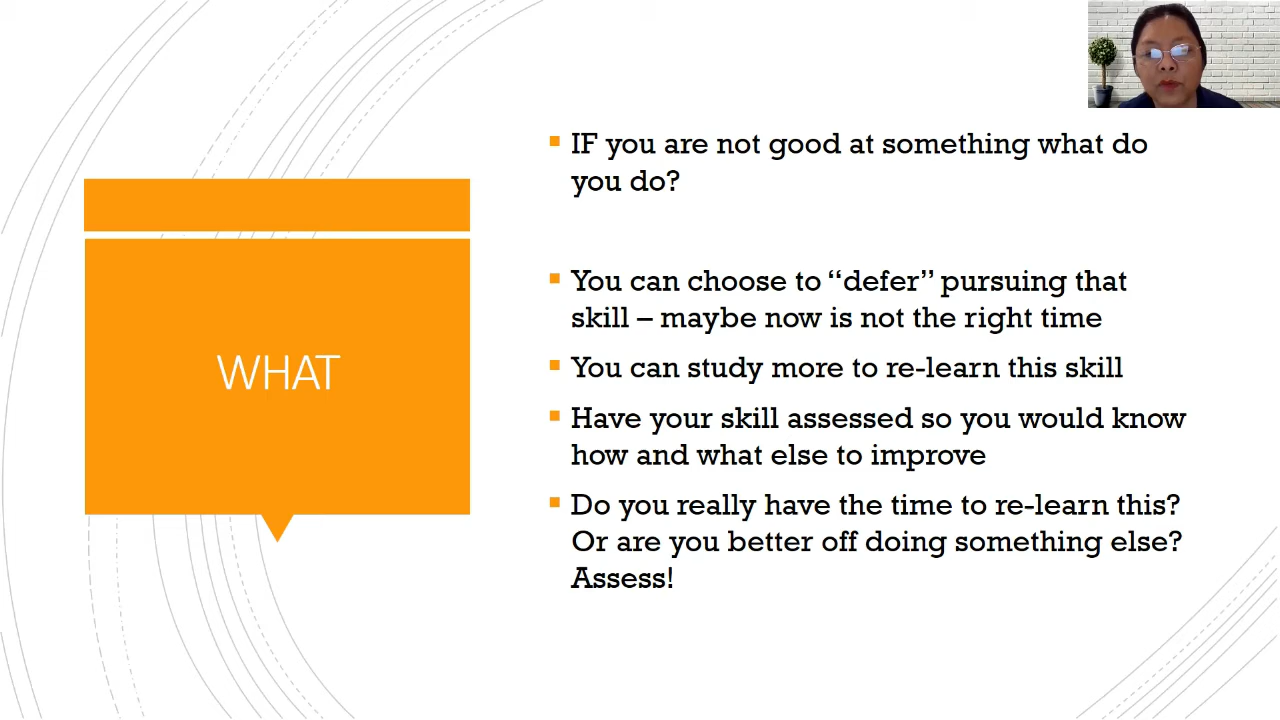 WHAT
IF you are not good at something what do
you do?
You can choose to “defer” pursuing that
skill – maybe now is not the right time
You can study more to re-learn this skill
Have your skill assessed so you would know
how and what else to improve
Do you really have the time to re-learn this?
Or are you better off doing something else?
Assess!